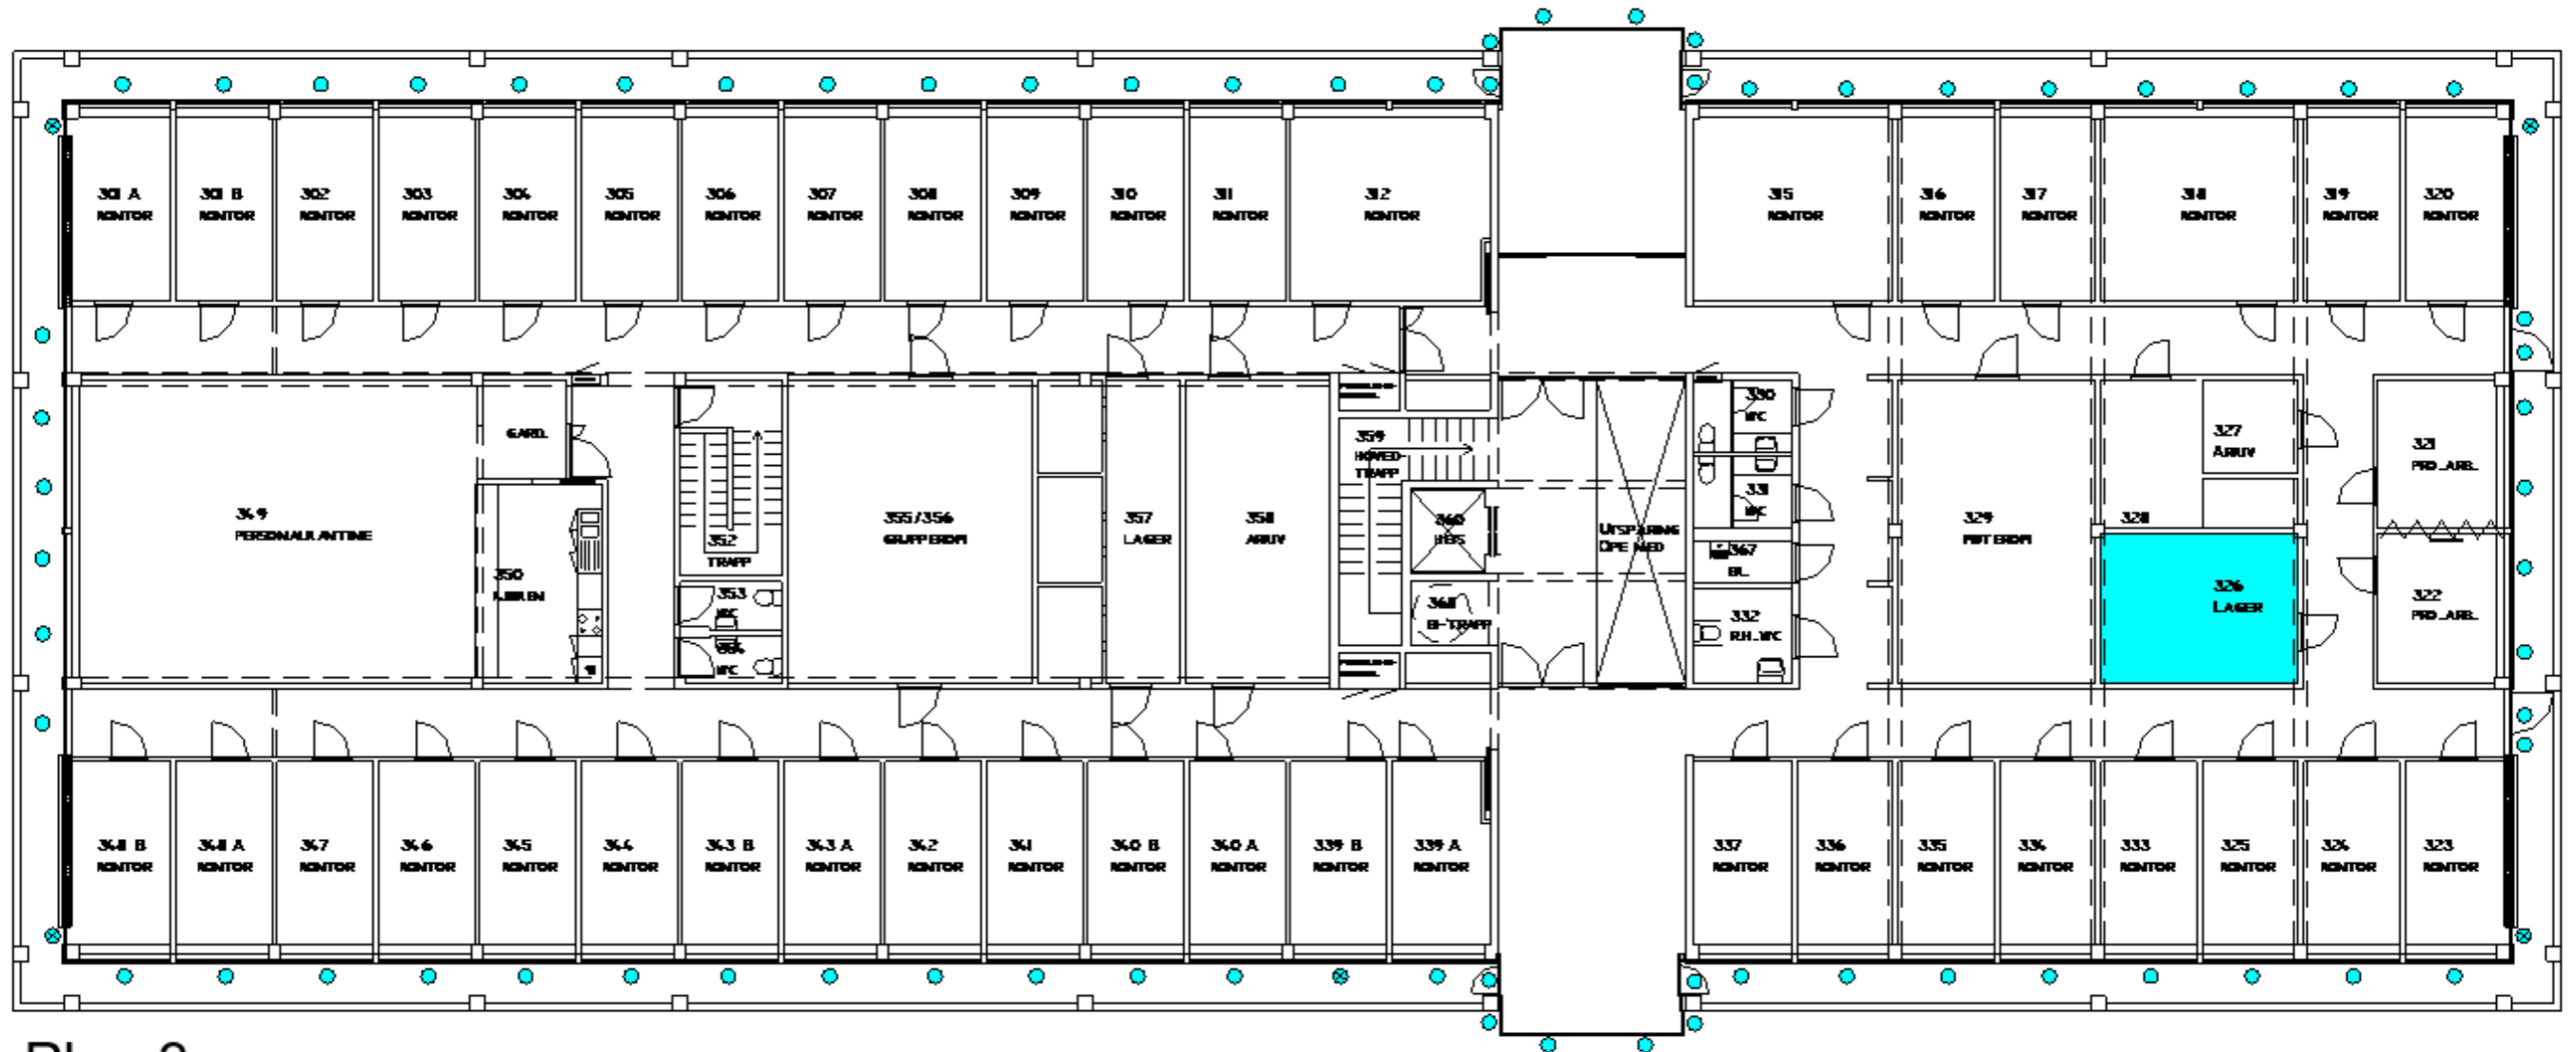 301 A 301 B 302 303 304 305 306 307 308 309 310 311 312 315 316 317 318 319 320
KONTOR KONTOR KONTOR KONTOR KONTOR KONTOR KONTOR KONTOR KONTOR KONTOR KONTOR KONTOR KONTOR KONTOR KONTOR KONTOR KONTOR KONTOR KONTOR
330
WC
GARD.
359
HOVED-
TRAPP
327
ARKIV
321
PRO.ARB.
349
PERSONALKANTINE
355/356
GRUPPEROM
357
LAGER
358
ARKIV
360
HEIS
UTSPARING
331
WC
329
MØTEROM
328
352
TRAPP
350
KJØKKEN
367
BK.
353
WC
354
WC
368
BI-TRAPP
332
RH.WC
326
LAGER
322
PRO.ARB.
348 B 348 A 347 346 345 344 343 B 343 A 342 341 340 B 340 A 339 B 339 A 337 336 335 334 333 325 324 323
KONTOR KONTOR KONTOR KONTOR KONTOR KONTOR KONTOR KONTOR KONTOR KONTOR KONTOR KONTOR KONTOR KONTOR KONTOR KONTOR KONTOR KONTOR KONTOR KONTOR KONTOR KONTOR